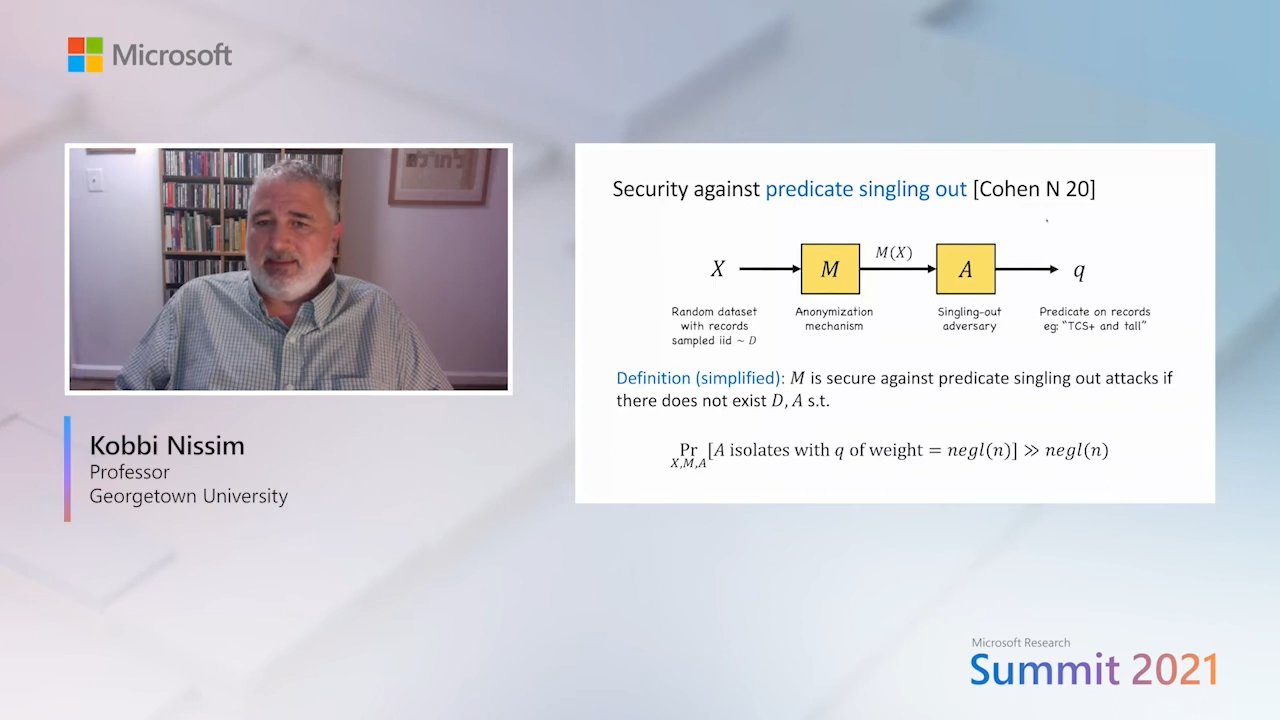 Microsoft
Kobbi Nissim
Professor
Georgetown University
Security against predicate singling out [Cohen N 20]
X
M
M(X)
A
q
Random dataset
with records
sampled iid ~ D
Anonymization
mechanism
Singling-out
adversary
Predicate on records
eg: "TCS+ and tall"
Definition (simplified): M is secure against predicate singling out attacks if
there does not exist D, A s.t.
Pr [A isolates with q of weight = negl(n)] ≫ negl(n)
X,M,A
Microsoft Research
Summit 2021